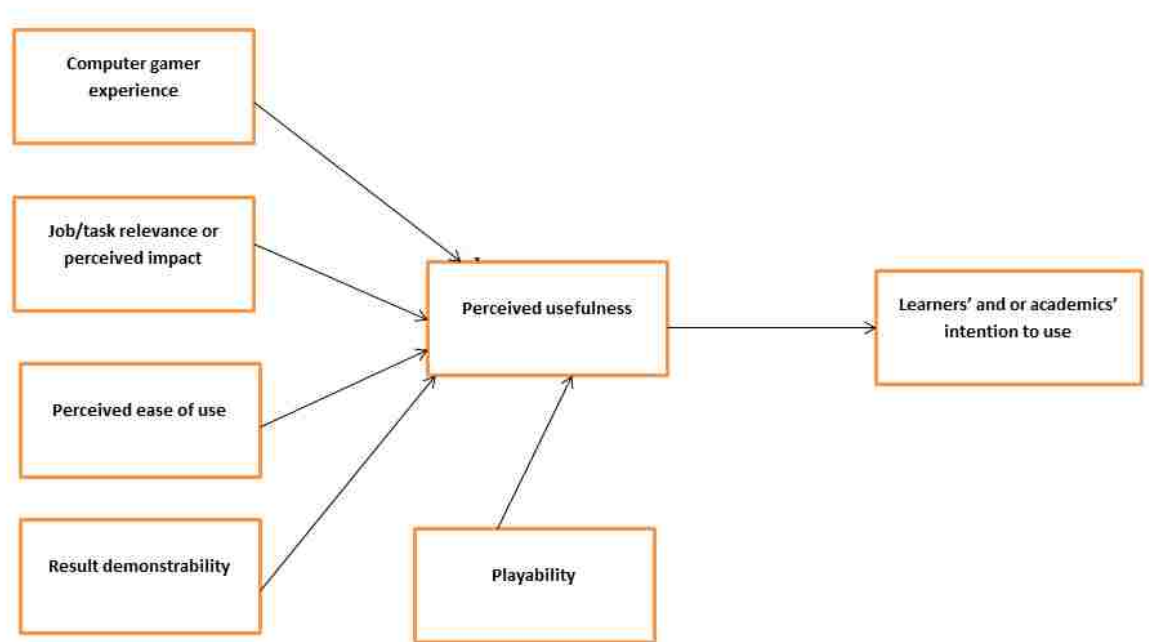 Computer gamer
experience
Job/task relevance or
perceived impact
Perceived usefulness
Learners’ and or academics’
intention to use
Perceived ease of use
Result demonstrability
Playability